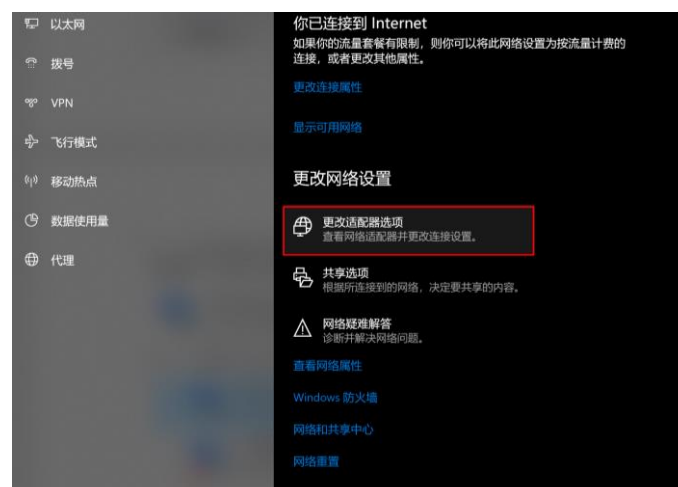 以太网
拨号
VPN
飞行模式
移动热点
数据使用量
代理
你已连接到 Internet
如果你的流量套餐有限制，则你可以将此网络设置为按流量计费的
连接，或者更改其他属性。
更改连接属性
显示可用网络
更改网络设置
更改适配器选项
查看网络适配器并更改连接设置。
共享选项
根据所连接到的网络，决定要共享的内容。
网络疑难解答
诊断并解决网络问题。
查看网络属性
Windows 防火墙
网络和共享中心
网络重置